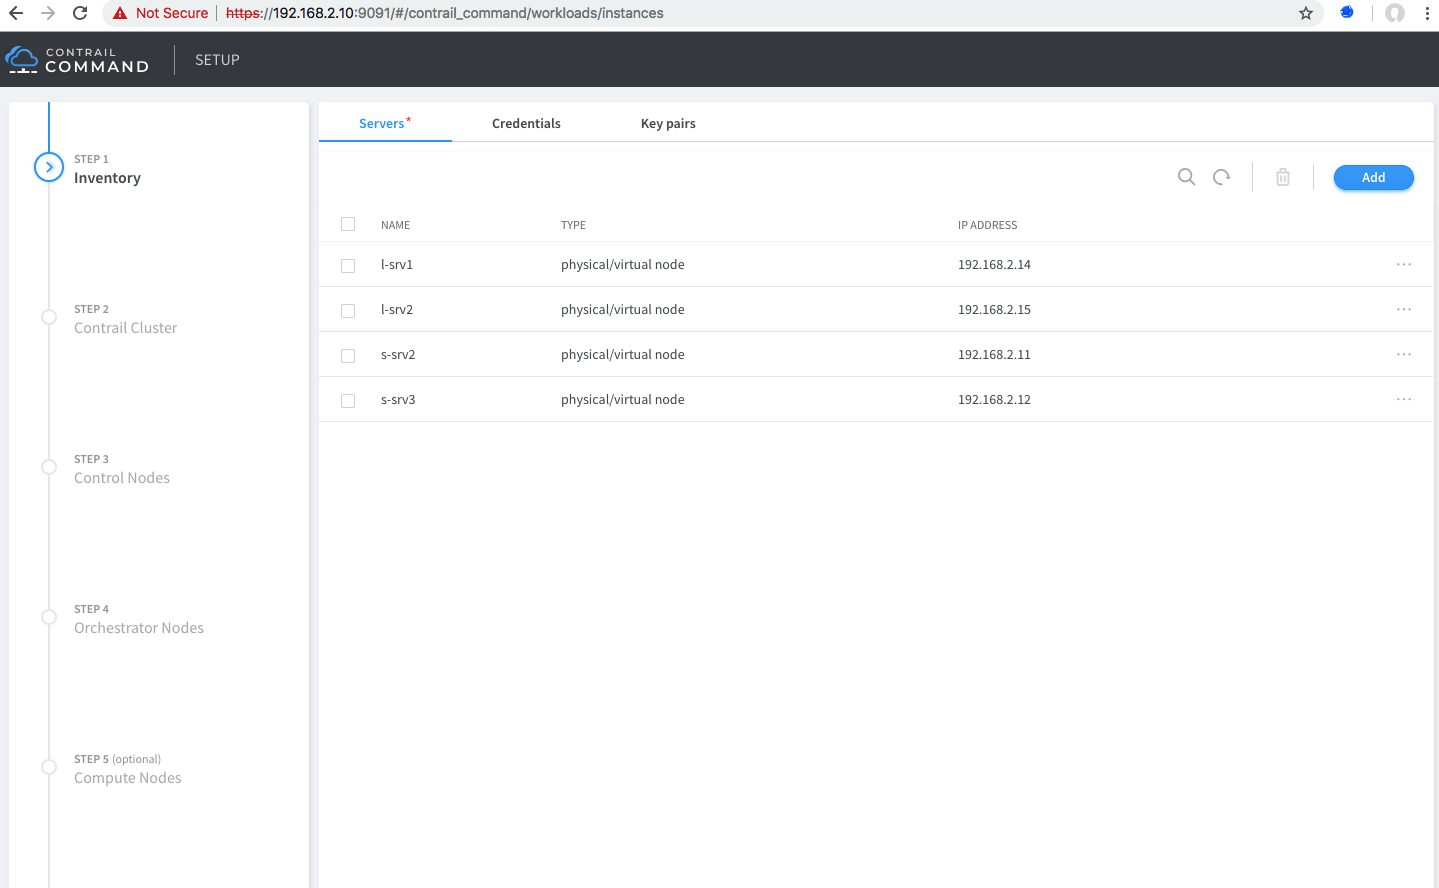 Not Secure | https://192.168.2.10:9091/#/contrail_command/workloads/instances
CONTRAIL
COMMAND
SETUP
STEP 1
Inventory
STEP 2
Contrail Cluster
STEP 3
Control Nodes
STEP 4
Orchestrator Nodes
STEP 5 (optional)
Compute Nodes
Servers* Credentials Key pairs
Add
NAME TYPE IP ADDRESS
l-srv1 physical/virtual node 192.168.2.14 ...
l-srv2 physical/virtual node 192.168.2.15 ...
s-srv2 physical/virtual node 192.168.2.11 ...
s-srv3 physical/virtual node 192.168.2.12 ...